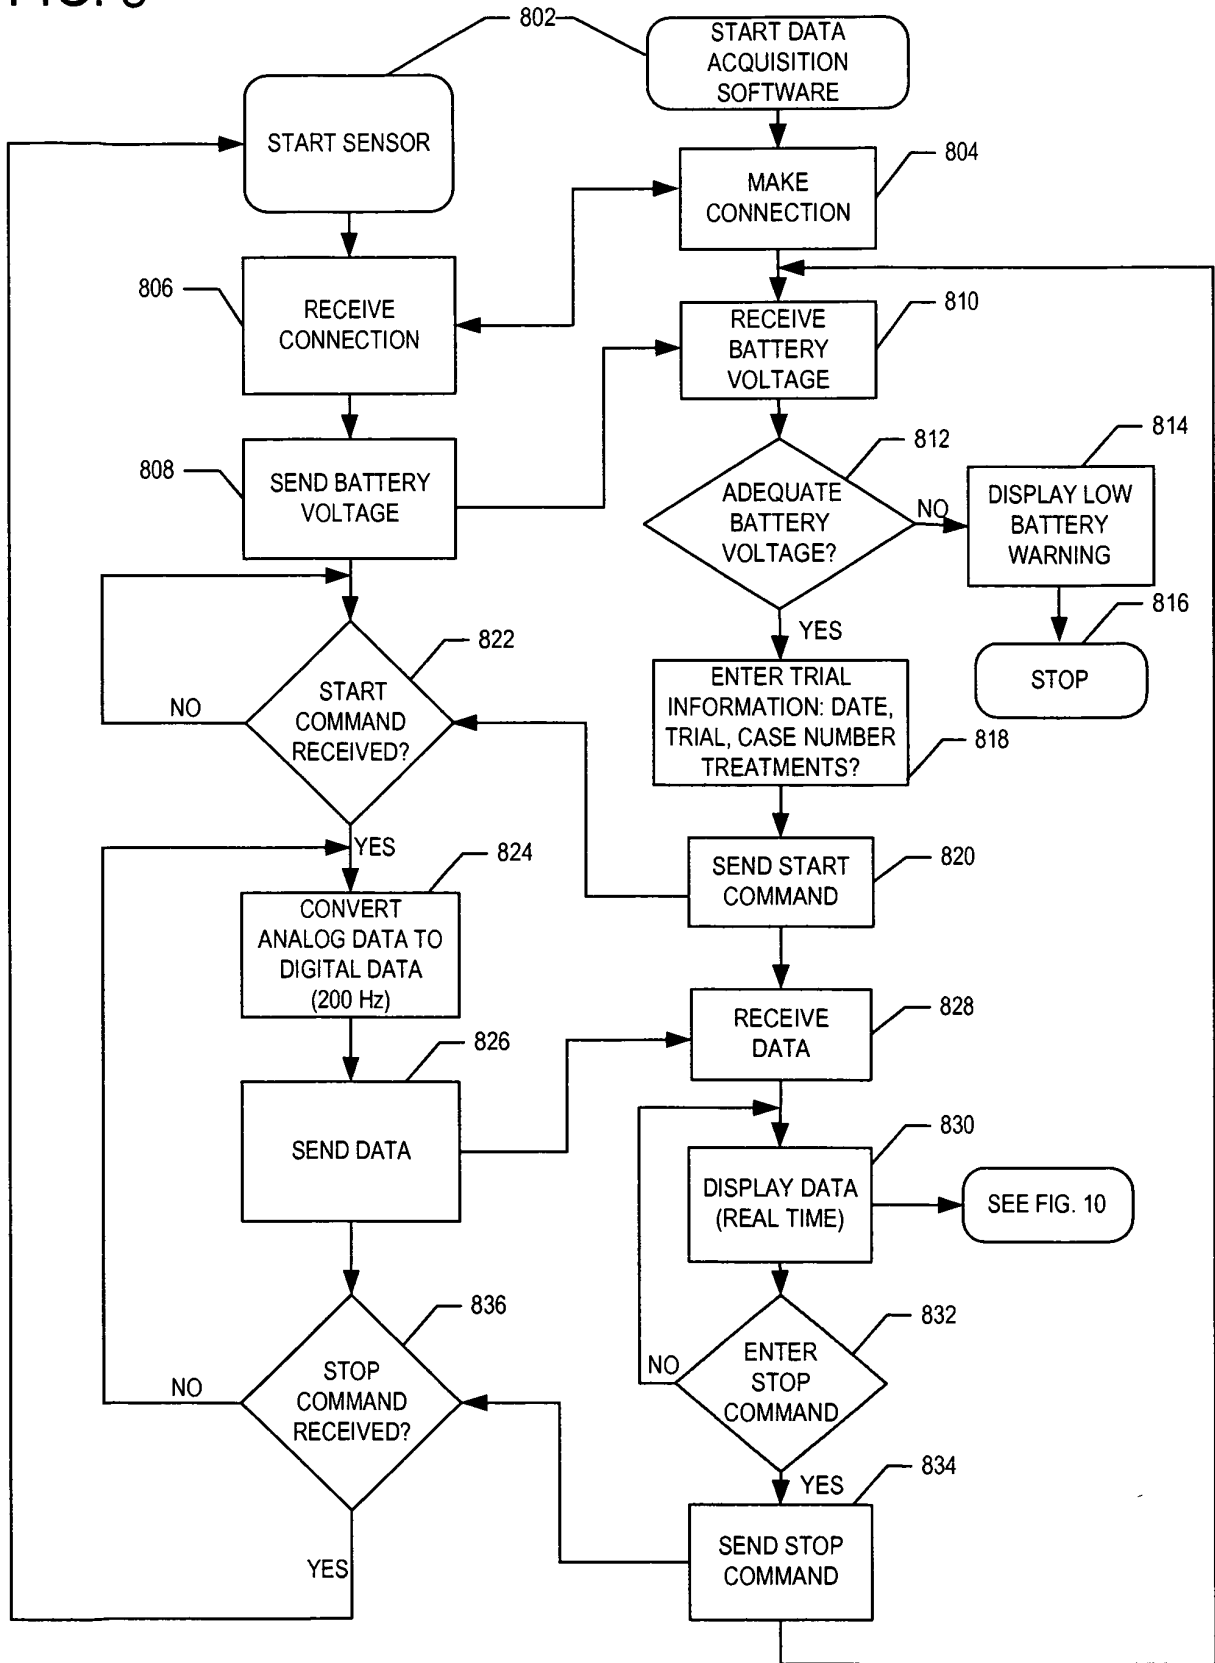 802
START DATA
ACQUISITION
SOFTWARE
START SENSOR
804
MAKE
CONNECTION
806
RECEIVE
CONNECTION
810
RECEIVE
BATTERY
VOLTAGE
808
SEND BATTERY
VOLTAGE
812
ADEQUATE
BATTERY
VOLTAGE?
NO
814
DISPLAY LOW
BATTERY
WARNING
816
STOP
YES
822
START
COMMAND
RECEIVED?
NO
ENTER TRIAL
INFORMATION: DATE,
TRIAL, CASE NUMBER
TREATMENTS?
818
YES
824
CONVERT
ANALOG DATA TO
DIGITAL DATA
(200 Hz)
820
SEND START
COMMAND
828
RECEIVE
DATA
826
SEND DATA
830
DISPLAY DATA
(REAL TIME)
SEE FIG. 10
836
STOP
COMMAND
RECEIVED?
NO
832
ENTER
STOP
COMMAND
NO
YES
834
SEND STOP
COMMAND
YES